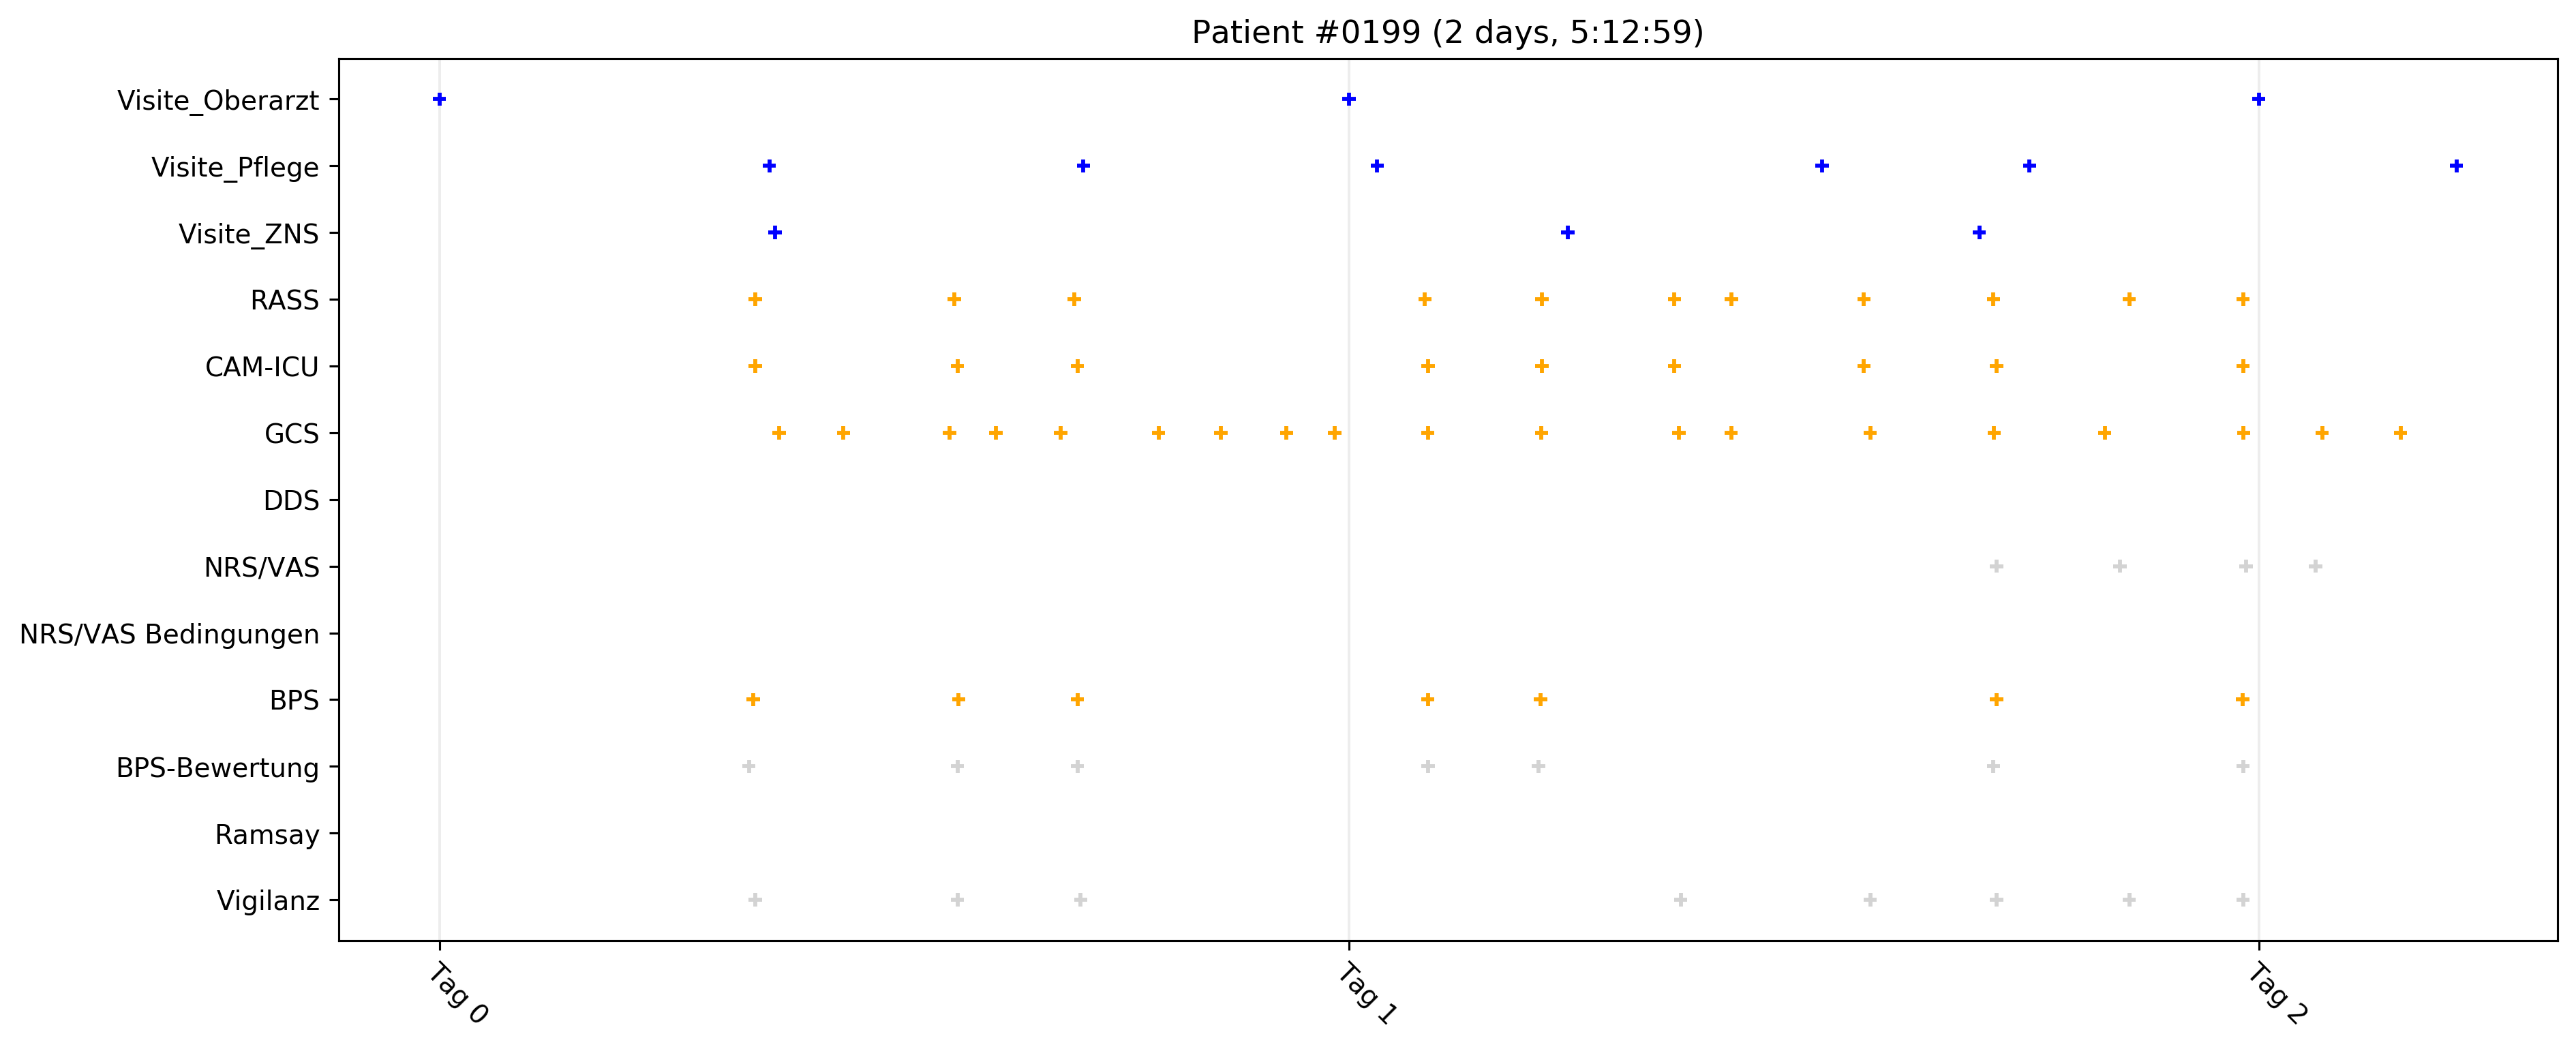 Patient #0199 (2 days, 5:12:59)
Visite_Oberarzt
Visite_Pflege
Visite_ZNS
RASS
CAM-ICU
GCS
DDS
NRS/VAS
NRS/VAS Bedingungen
BPS
BPS-Bewertung
Ramsay
Vigilanz
Tag 0
Tag 1
Tag 2